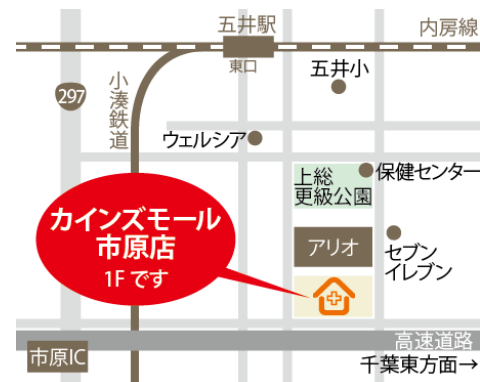 五井駅
内房線
東口
五井小
297
小湊鉄道
ウェルシア
保健センター
上総
更級公園
カインズモール
市原店
1Fです
アリオ
セブン
イレブン
高速道路
市原IC
千葉東方面→